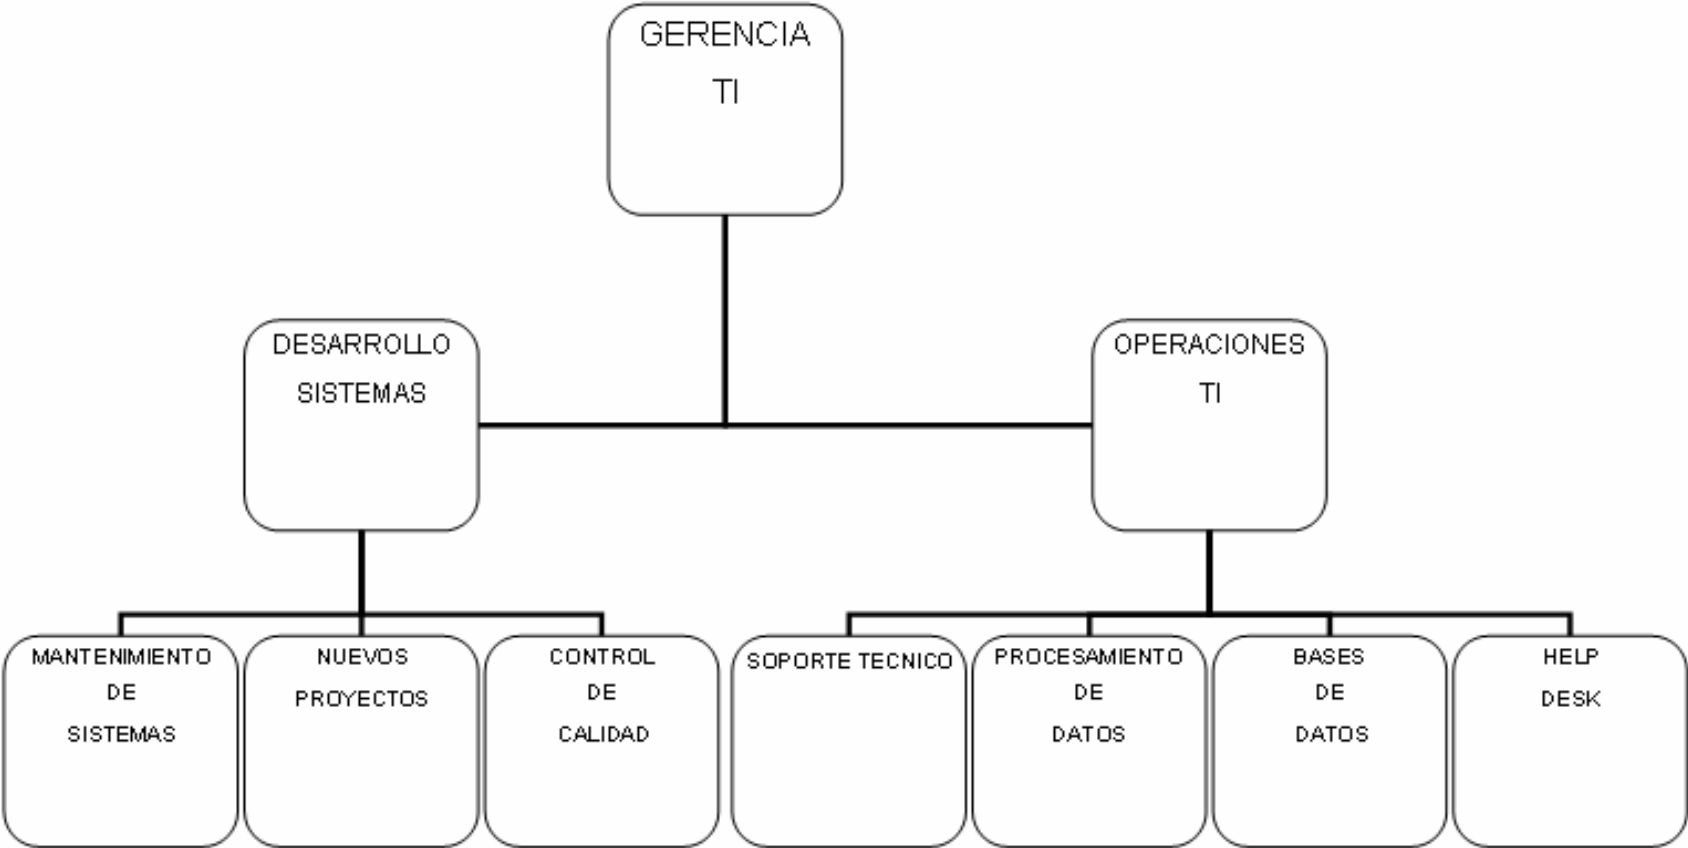 GERENCIA
TI
DESARROLLO
SISTEMAS
OPERACIONES
TI
MANTENIMIENTO
DE
SISTEMAS
NUEVOS
PROYECTOS
CONTROL
DE
CALIDAD
SOPORTE TECNICO
PROCESAMIENTO
DE
DATOS
BASES
DE
DATOS
HELP
DESK